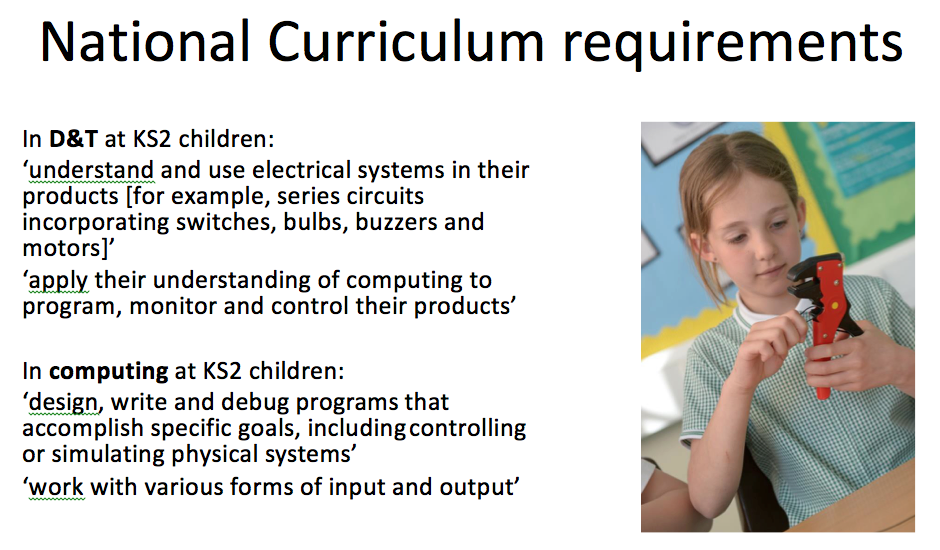 National Curriculum requirements
In D&T at KS2 children:
‘understand and use electrical systems in their
products [for example, series circuits
incorporating switches, bulbs, buzzers and
motors]’
‘apply their understanding of computing to
program, monitor and control their products’
In computing at KS2 children:
‘design, write and debug programs that
accomplish specific goals, including controlling
or simulating physical systems’
‘work with various forms of input and output’